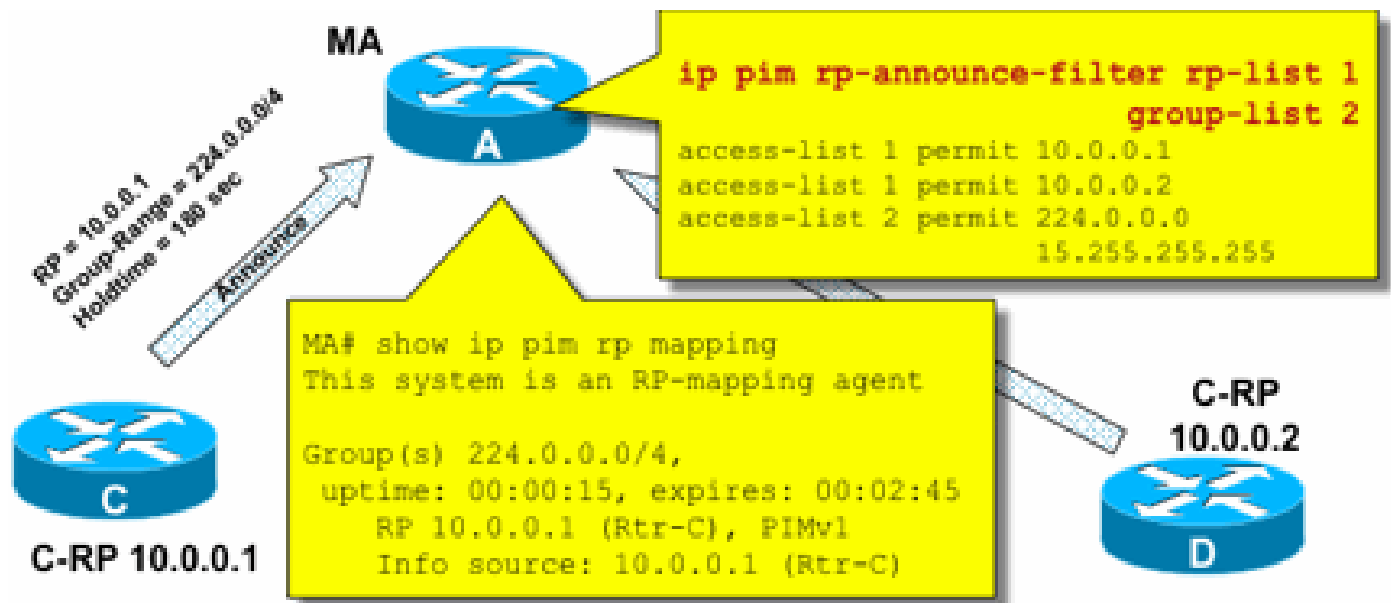 MA
A
ip pim rp-announce-filter rp-list 1
group-list 2
access-list 1 permit 10.0.0.1
access-list 1 permit 10.0.0.2
access-list 2 permit 224.0.0.0
15.255.255.255
RP = 10.0.0.1
Group-Range = 224.0.0.0/4
Holdtime = 180 sec
Announce
MA# show ip pim rp mapping
This system is an RP-mapping agent
Group(s) 224.0.0.0/4,
uptime: 00:00:15, expires: 00:02:45
RP 10.0.0.1 (Rtr-C), PIMv1
Info source: 10.0.0.1 (Rtr-C)
C
C-RP 10.0.0.1
C-RP
10.0.0.2
D